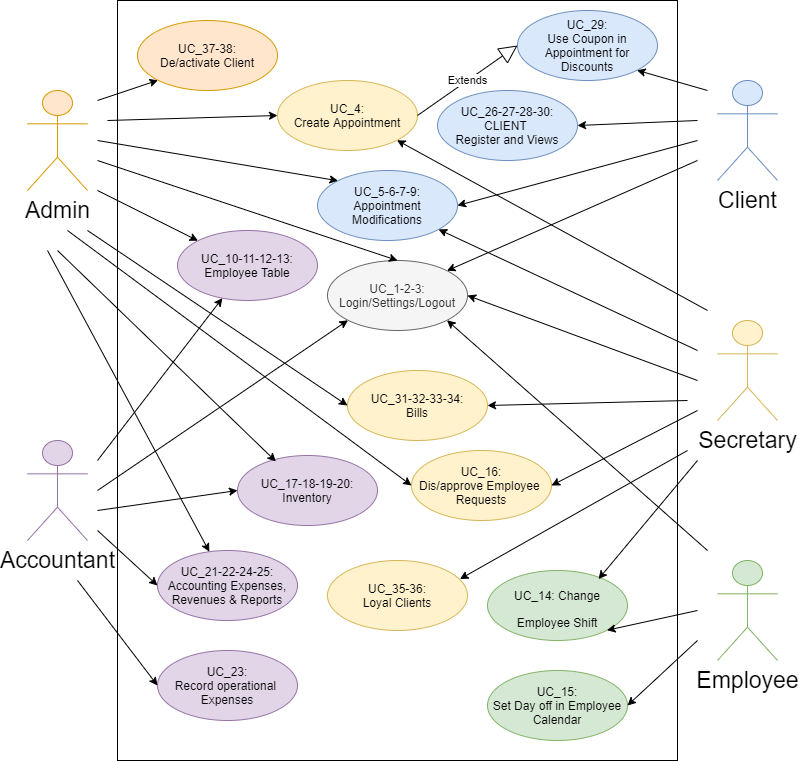 UC_29:
Use Coupon in
Appointment for
Discounts
UC_37-38:
De/activate Client
Extends
UC_4:
Create Appointment
UC_26-27-28-30:
CLIENT
Register and Views
Admin
Client
UC_5-6-7-9:
Appointment
Modifications
UC_10-11-12-13:
Employee Table
UC_1-2-3:
Login/Settings/Logout
UC_31-32-33-34:
Bills
Secretary
UC_17-18-19-20:
Inventory
UC_16:
Dis/approve Employee
Requests
Accountant
UC_21-22-24-25:
Accounting Expenses,
Revenues & Reports
UC_35-36:
Loyal Clients
UC_14: Change
Employee Shift
UC_23:
Record operational
Expenses
Employee
UC_15:
Set Day off in Employee
Calendar